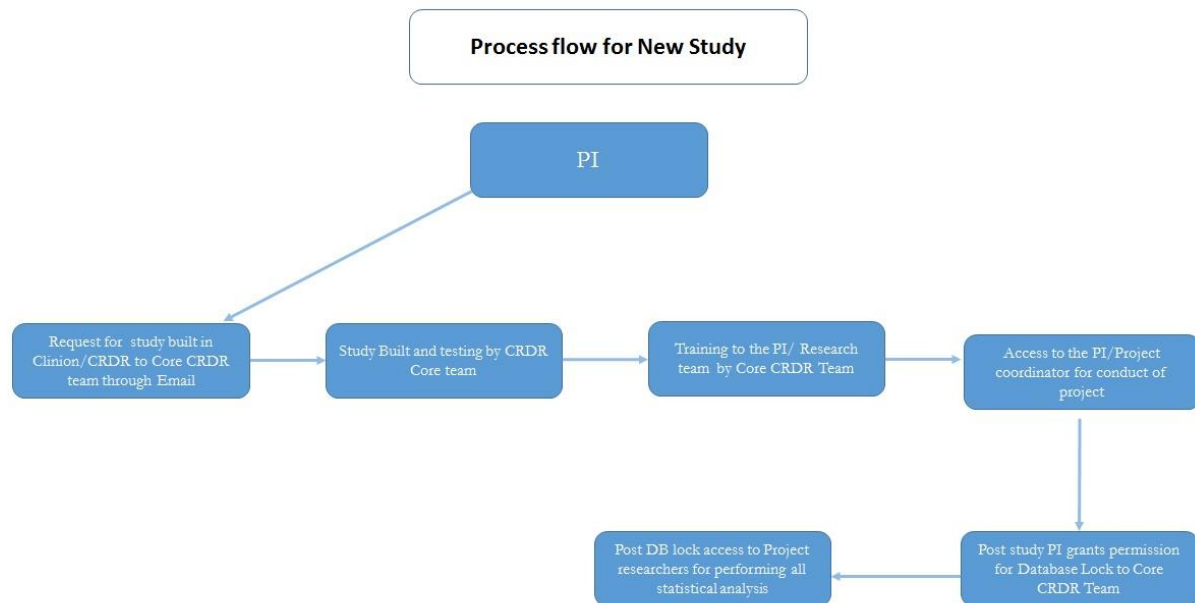 Process flow for New Study
PI
Request for study built in
Clinion/CRDR to Core CRDR
team through Email
Study Built and testing by CRDR
Core team
Training to the PI/ Research
team by Core CRDR Team
Access to the PI/Project
coordinator for conduct of
project
Post DB lock access to Project
researchers for performing all
statistical analysis
Post study PI grants permission
for Database Lock to Core
CRDR Team